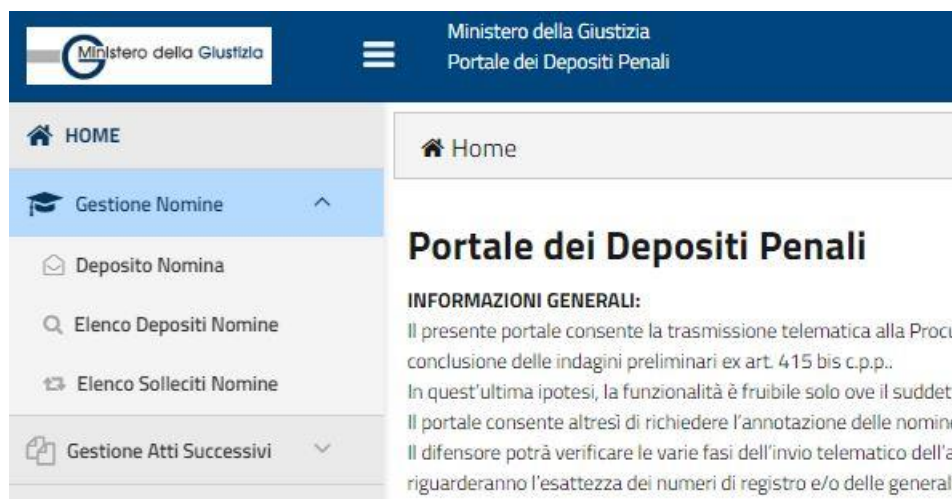 Ministero della Giustizia
Ministero della Giustizia
Portale dei Depositi Penali
HOME
Home
Gestione Nomine
Deposito Nomina
Elenco Depositi Nomine
Elenco Solleciti Nomine
Gestione Atti Successivi
Portale dei Depositi Penali
INFORMAZIONI GENERALI:
Il presente portale consente la trasmissione telematica alla
conclusione delle indagini preliminari ex art. 415 bis c.p.p..
In quest'ultima ipotesi, la funzionalità è fruibile solo ove il
Il portale consente altresì di richiedere l'annotazione delle
Il difensore potrà verificare le varie fasi dell'invio telematico
riguarderanno l'esattezza dei numeri di registro e/o delle